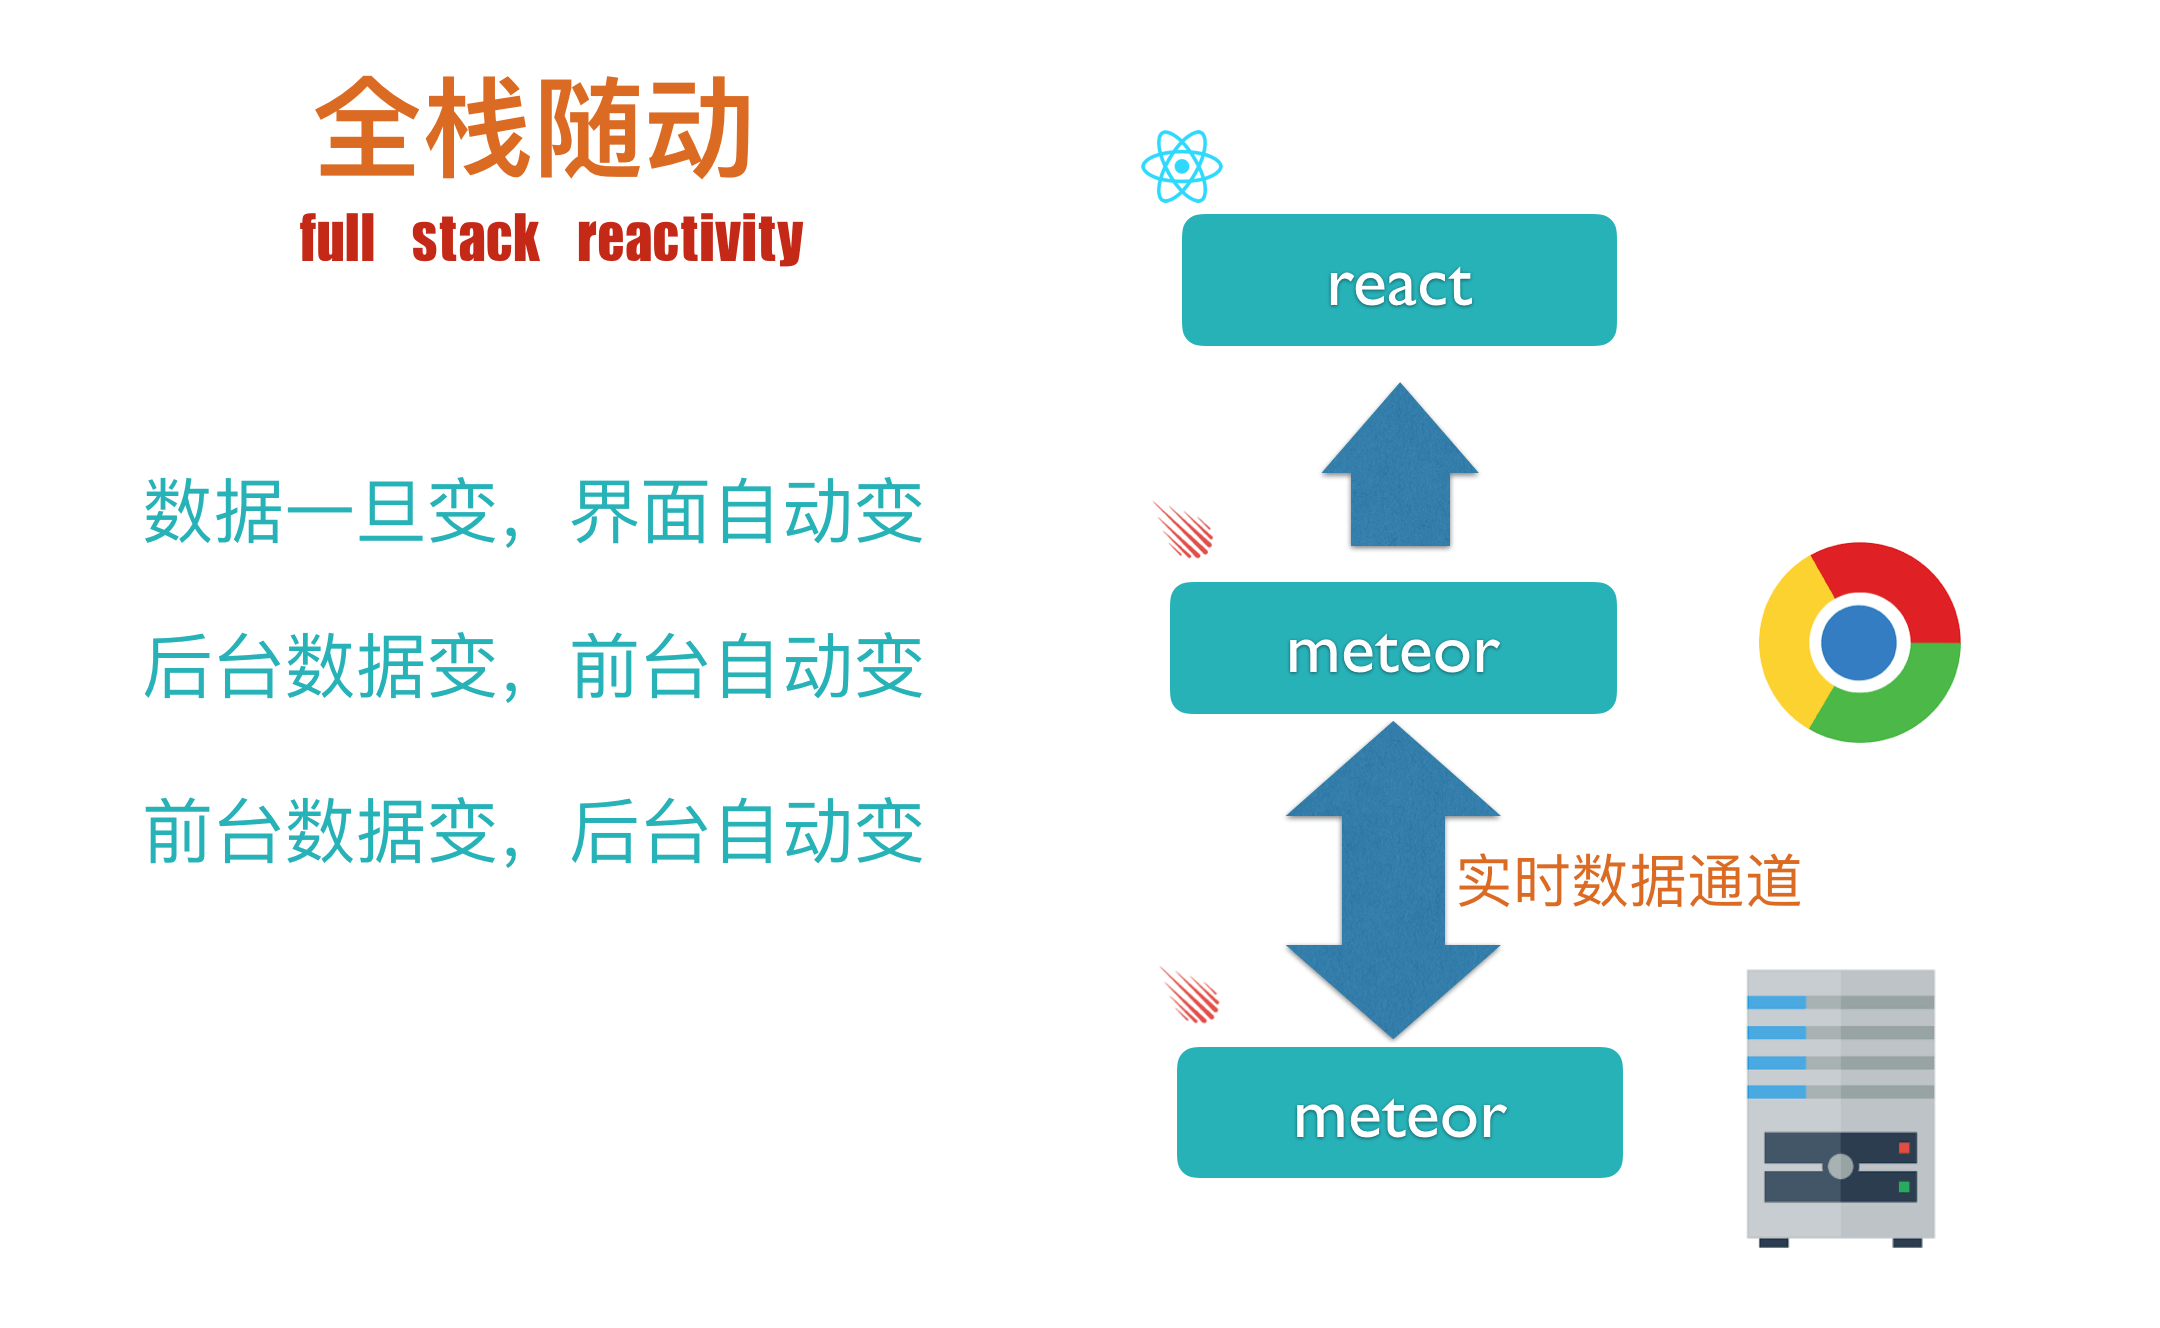 全栈随动
full stack reactivity
数据一旦变，界面自动变
后台数据变，前台自动变
前台数据变，后台自动变
react
meteor
实时数据通道
meteor